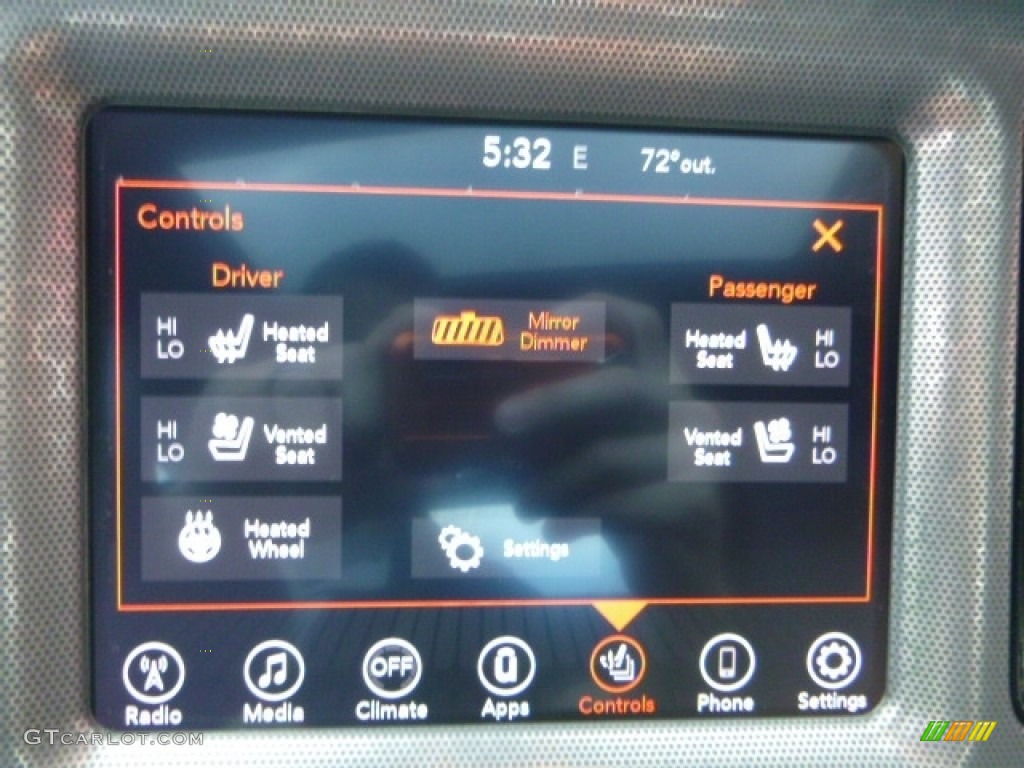 5:32 E 72° out.
Controls
Driver
Passenger
HI
LO
Heated
Seat
Mirror
Dimmer
Heated
Seat
HI
LO
HI
LO
Vented
Seat
Vented
Seat
HI
LO
Heated
Wheel
Settings
OFF
Radio Media Climate Apps Controls Phone Settings
GTCARLOT.COM